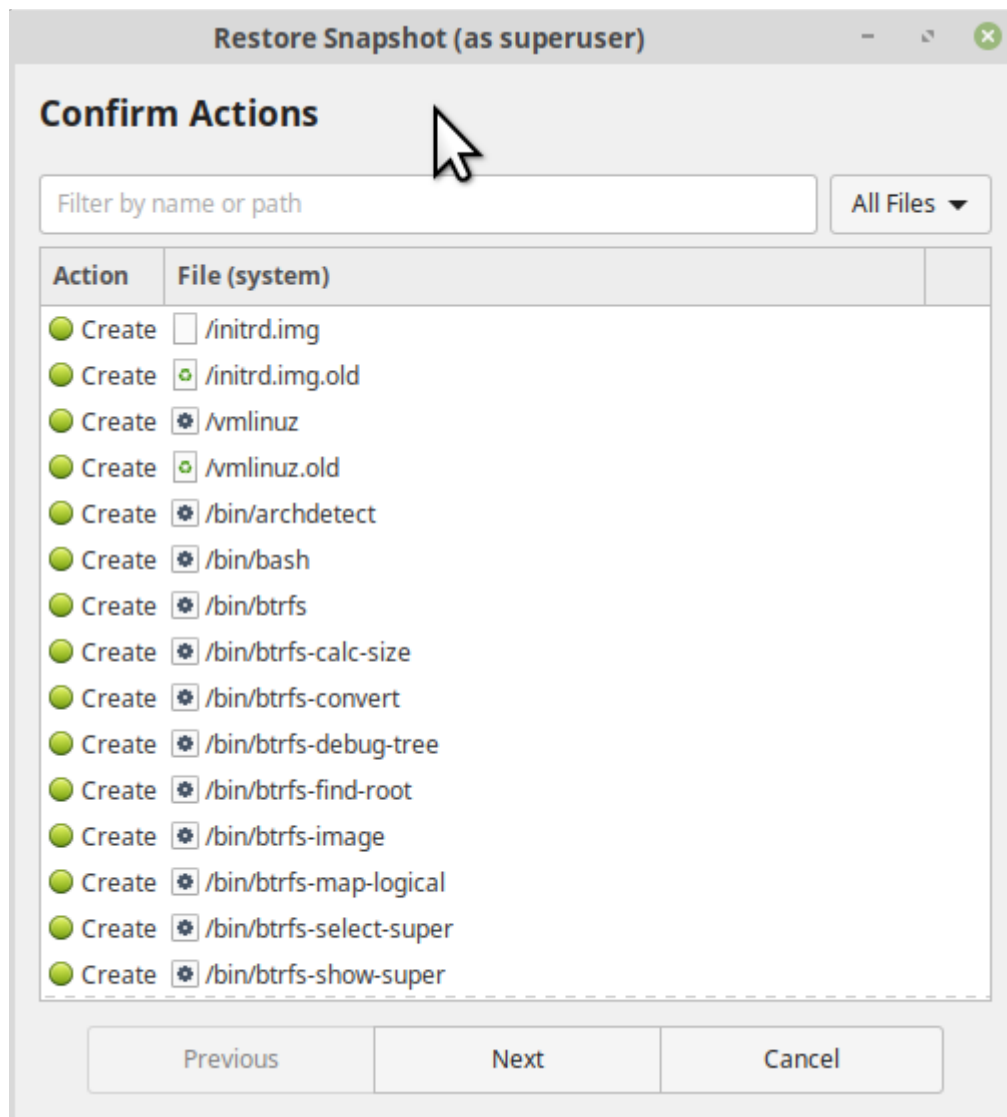 Restore Snapshot (as superuser)
Confirm Actions
Filter by name or path
All Files
Action File (system)
Create /initrd.img
Create /initrd.img.old
Create /vmlinuz
Create /vmlinuz.old
Create /bin/archdetect
Create /bin/bash
Create /bin/btrfs
Create /bin/btrfs-calc-size
Create /bin/btrfs-convert
Create /bin/btrfs-debug-tree
Create /bin/btrfs-find-root
Create /bin/btrfs-image
Create /bin/btrfs-map-logical
Create /bin/btrfs-select-super
Create /bin/btrfs-show-super
Previous Next Cancel